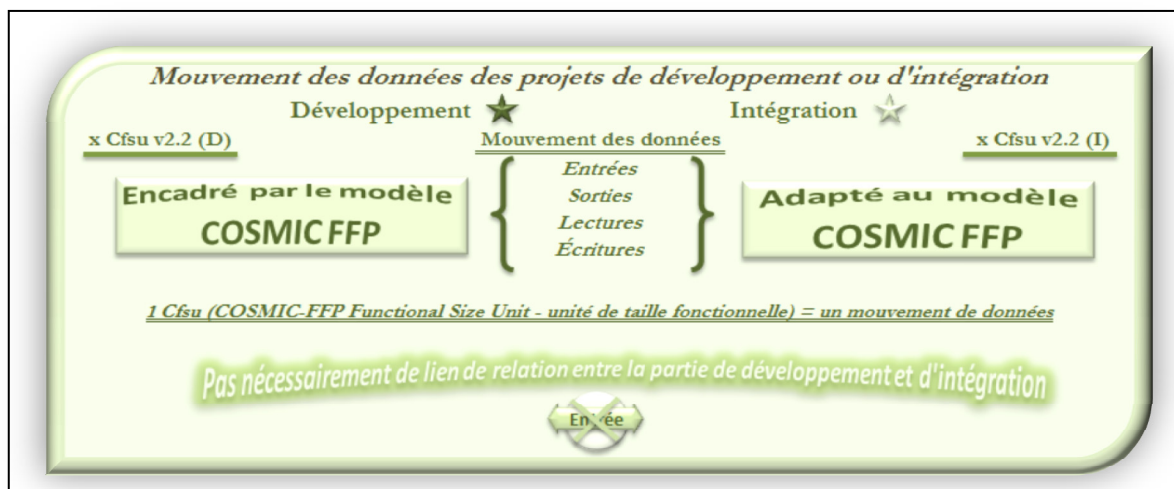 Mouvement des données des projets de développement ou d'intégration
Développement Intégration
x Cfsu v2.2 (D) Mouvement des données x Cfsu v2.2 (I)
Encadré par le modèle
COSMIC FFP
Entrées
Sorties
Lectures
Écritures
Adapté au modèle
COSMIC FFP
1 Cfsu (COSMIC-FFP Functional Size Unit - unité de taille fonctionnelle) = un mouvement de données
Pas nécessairement de lien de relation entre la partie de développement et d'intégration
Entrée